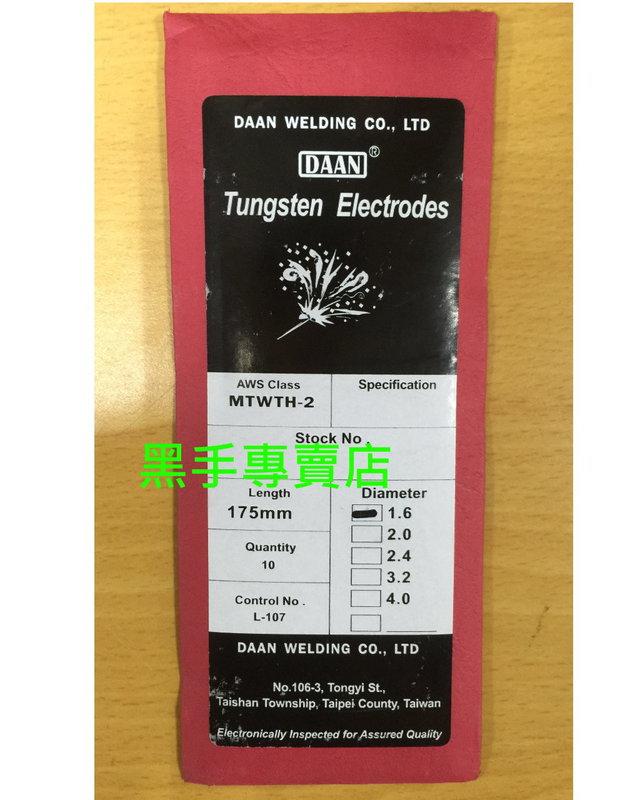 DAAN WELDING CO., LTD
DAAN®
Tungsten Electrodes
AWS Class
MTWTH-2
Specification
Stock No .
黑手專賣店
Length
175mm
Diameter
1.6
2.0
2.4
3.2
4.0
Quantity
10
Control No .
L-107
DAAN WELDING CO., LTD
No.106-3, Tongyi St.,
Taishan Township, Taipei County, Taiwan
Electronically Inspected for Assured Quality